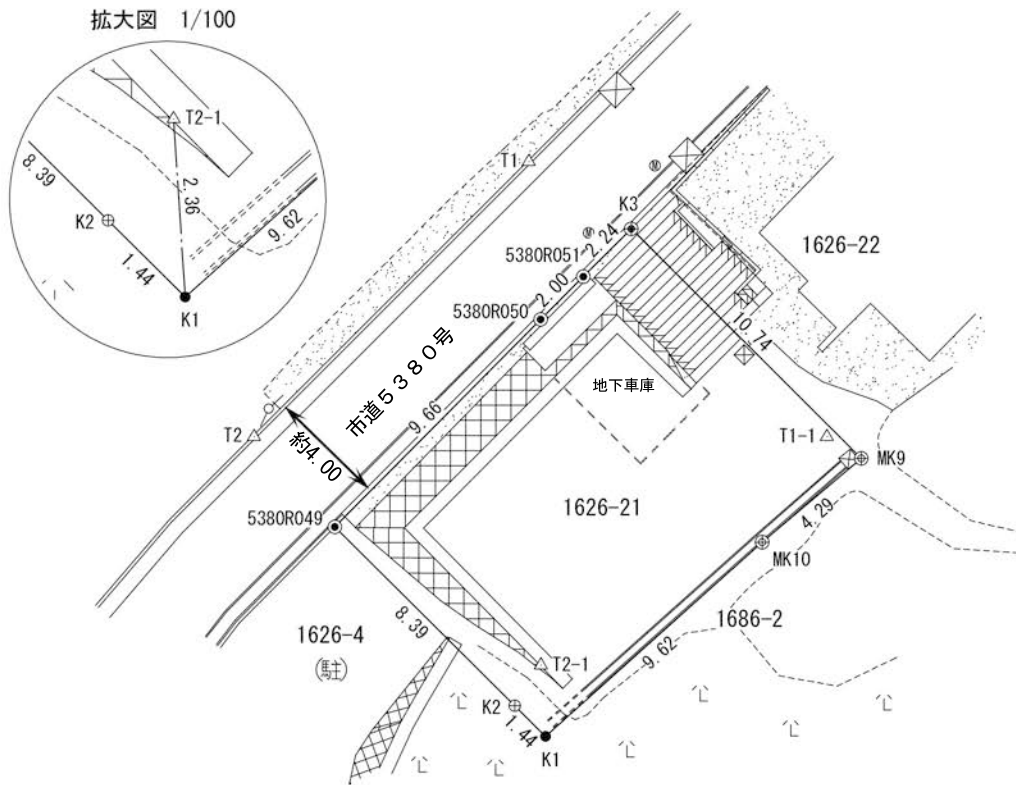 拡大図 1/100
T2-1
8.39
2.36
K2
9.62
1.44
K1
T1
M
K3
M
2.24
1626-22
5380R051
2.00
5380R050
10.74
市道5380号
地下車庫
9.66
T2
約4.00
T1-1
MK9
1626-21
4.29
5380R049
MK10
1686-2
8.39
1626-4
(駐)
9.62
T2-1
K2
1.44
K1